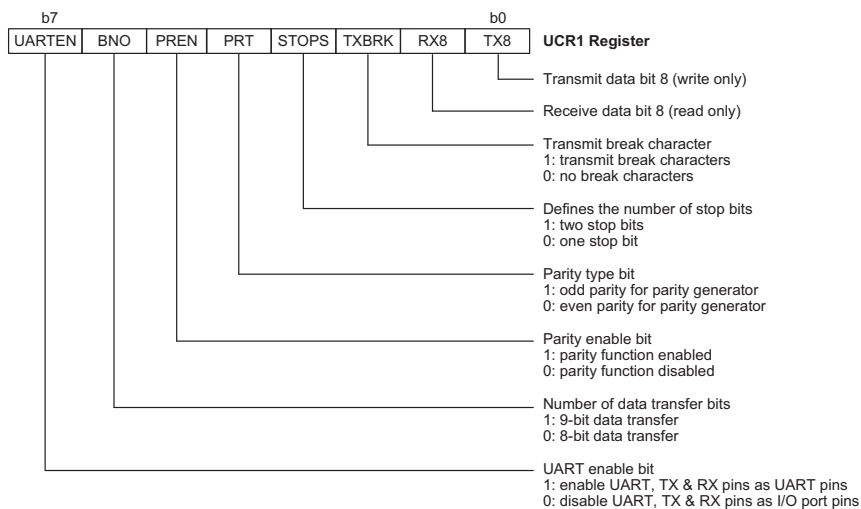 b7 b0
UARTEN BNO PREN PRT STOPS TXBRK RX8 TX8 UCR1 Register
Transmit data bit 8 (write only)
Receive data bit 8 (read only)
Transmit break character
1: transmit break characters
0: no break characters
Defines the number of stop bits
1: two stop bits
0: one stop bit
Parity type bit
1: odd parity for parity generator
0: even parity for parity generator
Parity enable bit
1: parity function enabled
0: parity function disabled
Number of data transfer bits
1: 9-bit data transfer
0: 8-bit data transfer
UART enable bit
1: enable UART, TX & RX pins as UART pins
0: disable UART, TX & RX pins as I/O port pins